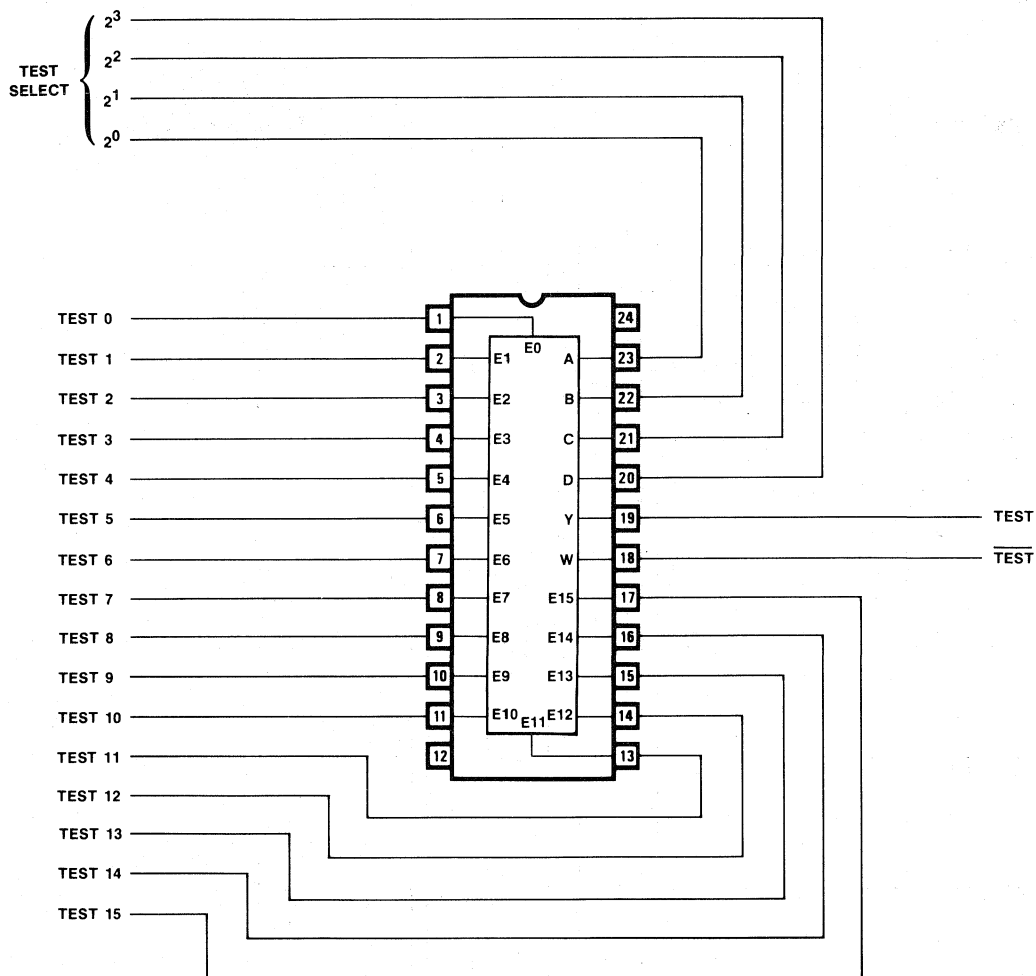 2³
2²
TEST
SELECT
2¹
2⁰
TEST 0
TEST 1
TEST 2
TEST 3
TEST 4
TEST 5
TEST 6
TEST 7
TEST 8
TEST 9
TEST 10
TEST 11
TEST 12
TEST 13
TEST 14
TEST 15
1
2
3
4
5
6
7
8
9
10
11
12
E0
E1
E2
E3
E4
E5
E6
E7
E8
E9
E10
E11
A
B
C
D
Y
W
E15
E14
E13
E12
24
23
22
21
20
19
18
17
16
15
14
13
TEST
T̅E̅S̅T̅